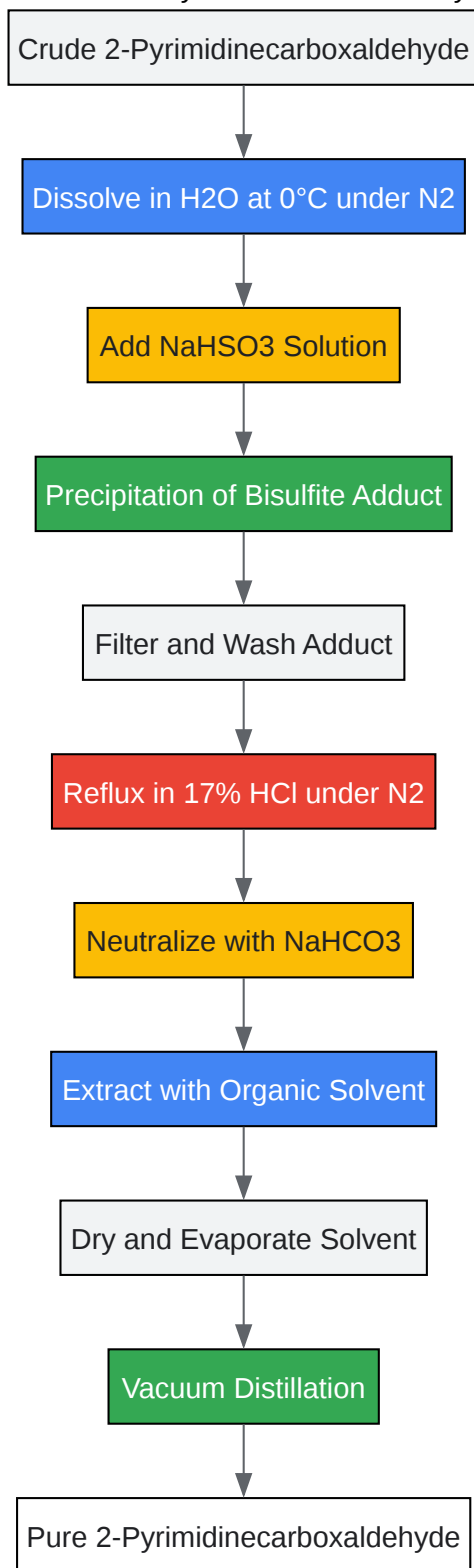 Crude 2-Pyrimidinecarboxaldehyde
Dissolve in H2O at 0°C under N2
Add NaHSO3 Solution
Precipitation of Bisulfite Adduct
Filter and Wash Adduct
Reflux in 17% HCl under N2
Neutralize with NaHCO3
Extract with Organic Solvent
Dry and Evaporate Solvent
Vacuum Distillation
Pure 2-Pyrimidinecarboxaldehyde